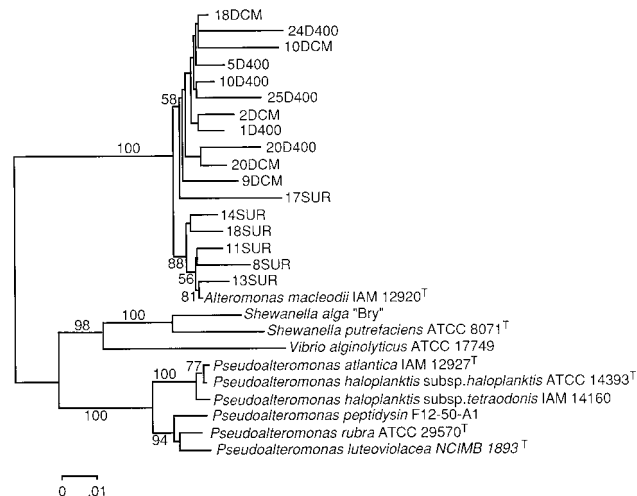 18DCM
24D400
10DCM
5D400
10D400
58
25D400
2DCM
1D400
100
20D400
20DCM
9DCM
17SUR
14SUR
18SUR
11SUR
88
8SUR
56
13SUR
81
Alteromonas macleodii IAM 12920T
Shewanella alga "Bry"
100
98
Shewanella putrefaciens ATCC 8071T
Vibrio alginolyticus ATCC 17749
77
Pseudoalteromonas atlantica IAM 12927T
100
Pseudoalteromonas haloplanktis subsp.haloplanktis ATCC 14393T
Pseudoalteromonas haloplanktis subsp.tetraodonis IAM 14160
100
Pseudoalteromonas peptidysin F12-50-A1
94
Pseudoalteromonas rubra ATCC 29570T
Pseudoalteromonas luteoviolacea NCIMB 1893T
0 .01